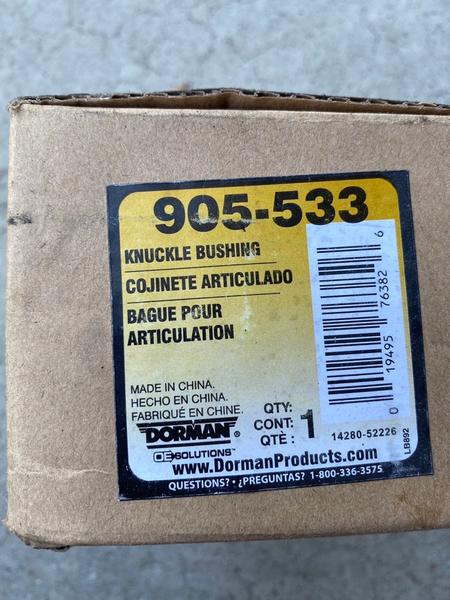 905-533
KNUCKLE BUSHING
COJINETE ARTICULADO
BAGUE POUR
ARTICULATION
MADE IN CHINA.
HECHO EN CHINA.
FABRIQUÉ EN CHINE.
DORMAN®
OE SOLUTIONS™
QTY:
CONT: 1
QTÉ :
0 19495 76382 6
14280-52226
LB892
www.DormanProducts.com
QUESTIONS? • ¿PREGUNTAS? 1-800-336-3575